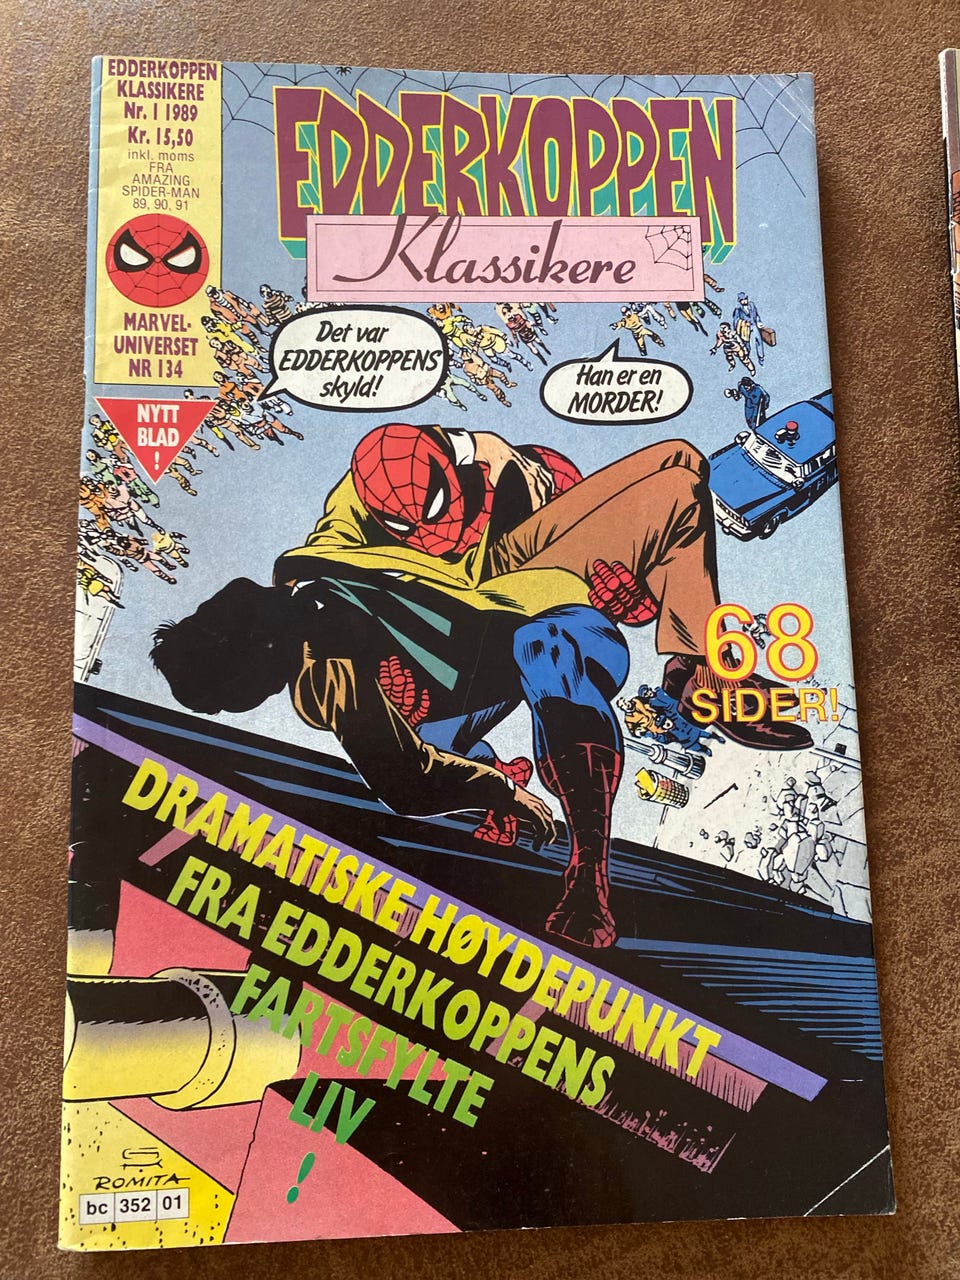 EDDERKOPPEN
KLASSIKERE
Nr. 1 1989
Kr. 15,50
inkl. moms
FRA
AMAZING
SPIDER-MAN
89, 90, 91
MARVEL-
UNIVERSET
NR 134
NYTT
BLAD
!
EDDERKOPPEN
Klassikere
Det var
EDDERKOPPENS
skyld!
Han er en
MORDER!
68
SIDER!
DRAMATISKE HØYDEPUNKT
FRA EDDERKOPPENS
FARTSFYLTE
LIV
!
ROMITA
bc 352 01